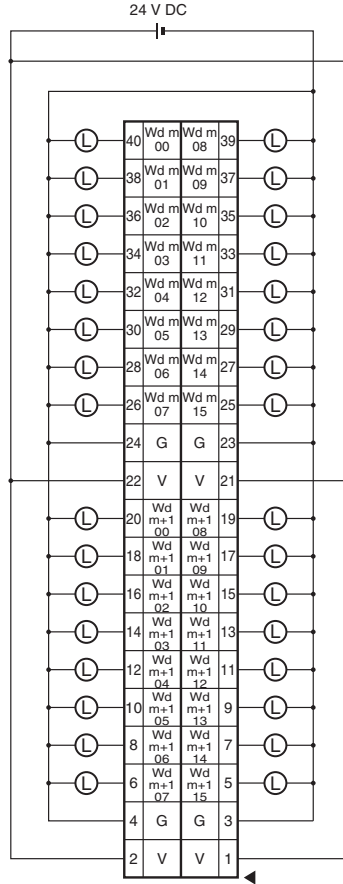 24 V DC
L 40 Wd m 00 Wd m 08 39 L
L 38 Wd m 01 Wd m 09 37 L
L 36 Wd m 02 Wd m 10 35 L
L 34 Wd m 03 Wd m 11 33 L
L 32 Wd m 04 Wd m 12 31 L
L 30 Wd m 05 Wd m 13 29 L
L 28 Wd m 06 Wd m 14 27 L
L 26 Wd m 07 Wd m 15 25 L
24 G G 23
22 V V 21
L 20 Wd m+1 00 Wd m+1 08 19 L
L 18 Wd m+1 01 Wd m+1 09 17 L
L 16 Wd m+1 02 Wd m+1 10 15 L
L 14 Wd m+1 03 Wd m+1 11 13 L
L 12 Wd m+1 04 Wd m+1 12 11 L
L 10 Wd m+1 05 Wd m+1 13 9 L
L 8 Wd m+1 06 Wd m+1 14 7 L
L 6 Wd m+1 07 Wd m+1 15 5 L
4 G G 3
2 V V 1